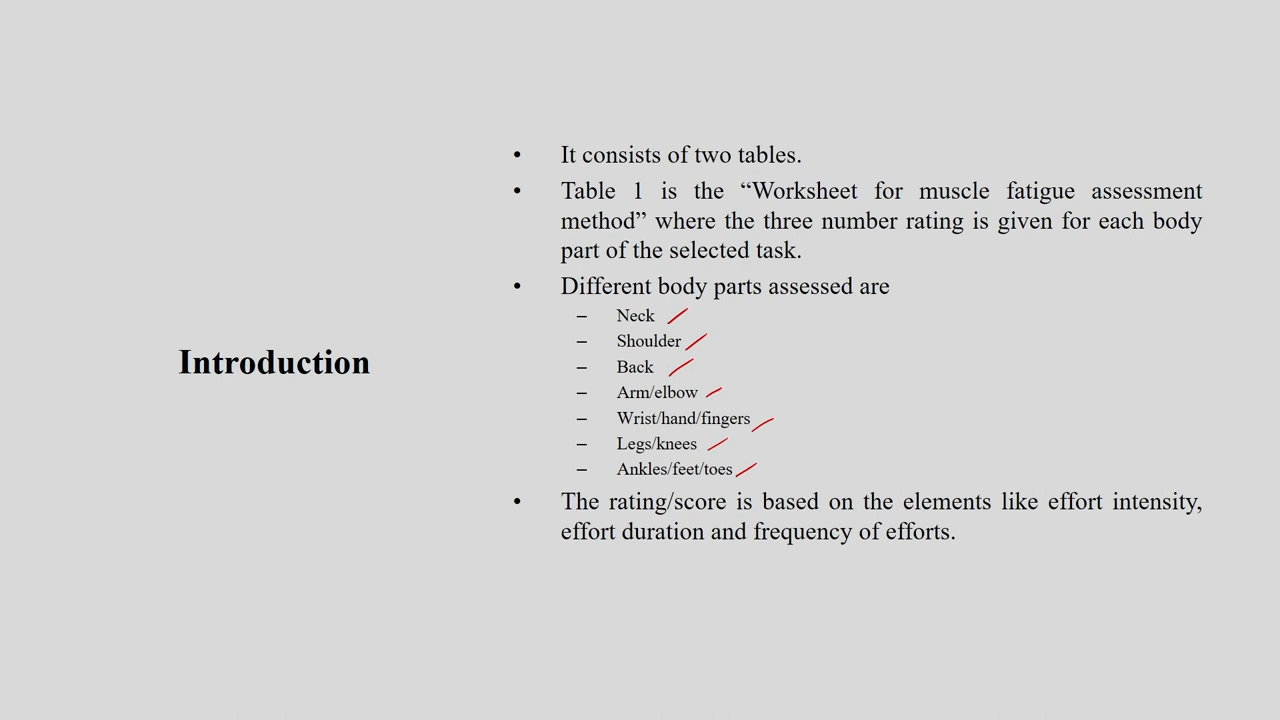 Introduction
• It consists of two tables.
• Table 1 is the “Worksheet for muscle fatigue assessment
method” where the three number rating is given for each body
part of the selected task.
• Different body parts assessed are
– Neck
– Shoulder
– Back
– Arm/elbow
– Wrist/hand/fingers
– Legs/knees
– Ankles/feet/toes
• The rating/score is based on the elements like effort intensity,
effort duration and frequency of efforts.